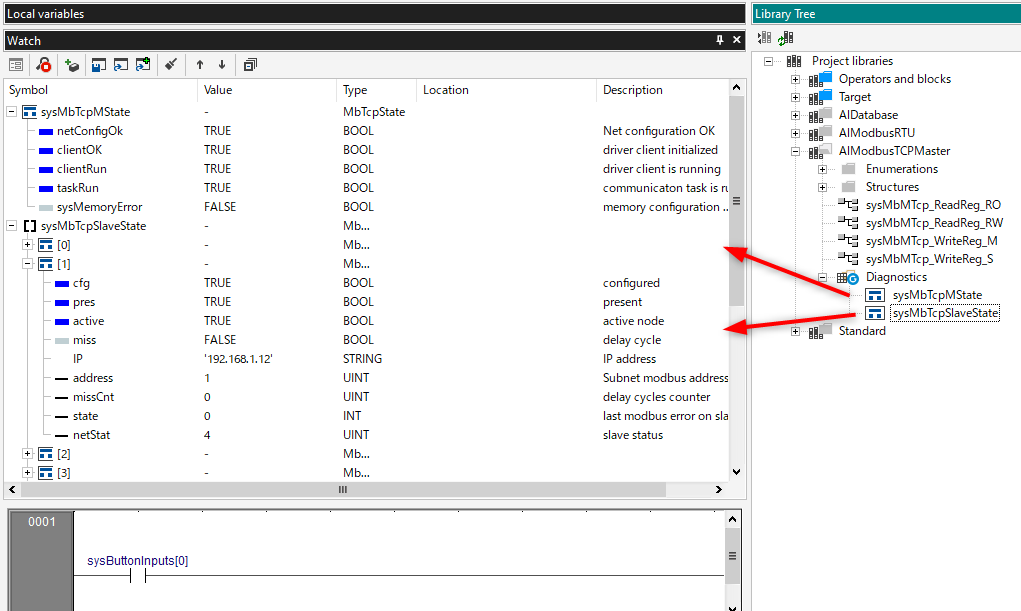 Local variables
Watch
Symbol Value Type Location Description
sysMbTcpMState - MbTcpState
netConfigOk TRUE BOOL Net configuration OK
clientOK TRUE BOOL driver client initialized
clientRun TRUE BOOL driver client is running
taskRun TRUE BOOL communicaton task is ru
sysMemoryError FALSE BOOL memory configuration ...
sysMbTcpSlaveState - Mb...
[0] - Mb...
[1] - Mb...
cfg TRUE BOOL configured
pres TRUE BOOL present
active TRUE BOOL active node
miss FALSE BOOL delay cycle
IP '192.168.1.12' STRING IP address
address 1 UINT Subnet modbus address
missCnt 0 UINT delay cycles counter
state 0 INT last modbus error on sla
netStat 4 UINT slave status
[2] - Mb...
[3] - Mb...
0001
sysButtonInputs[0]
Library Tree
Project libraries
Operators and blocks
Target
AIDatabase
AIModbusRTU
AIModbusTCPMaster
Enumerations
Structures
sysMbMTcp_ReadReg_RO
sysMbMTcp_ReadReg_RW
sysMbMTcp_WriteReg_M
sysMbMTcp_WriteReg_S
Diagnostics
sysMbTcpMState
sysMbTcpSlaveState
Standard